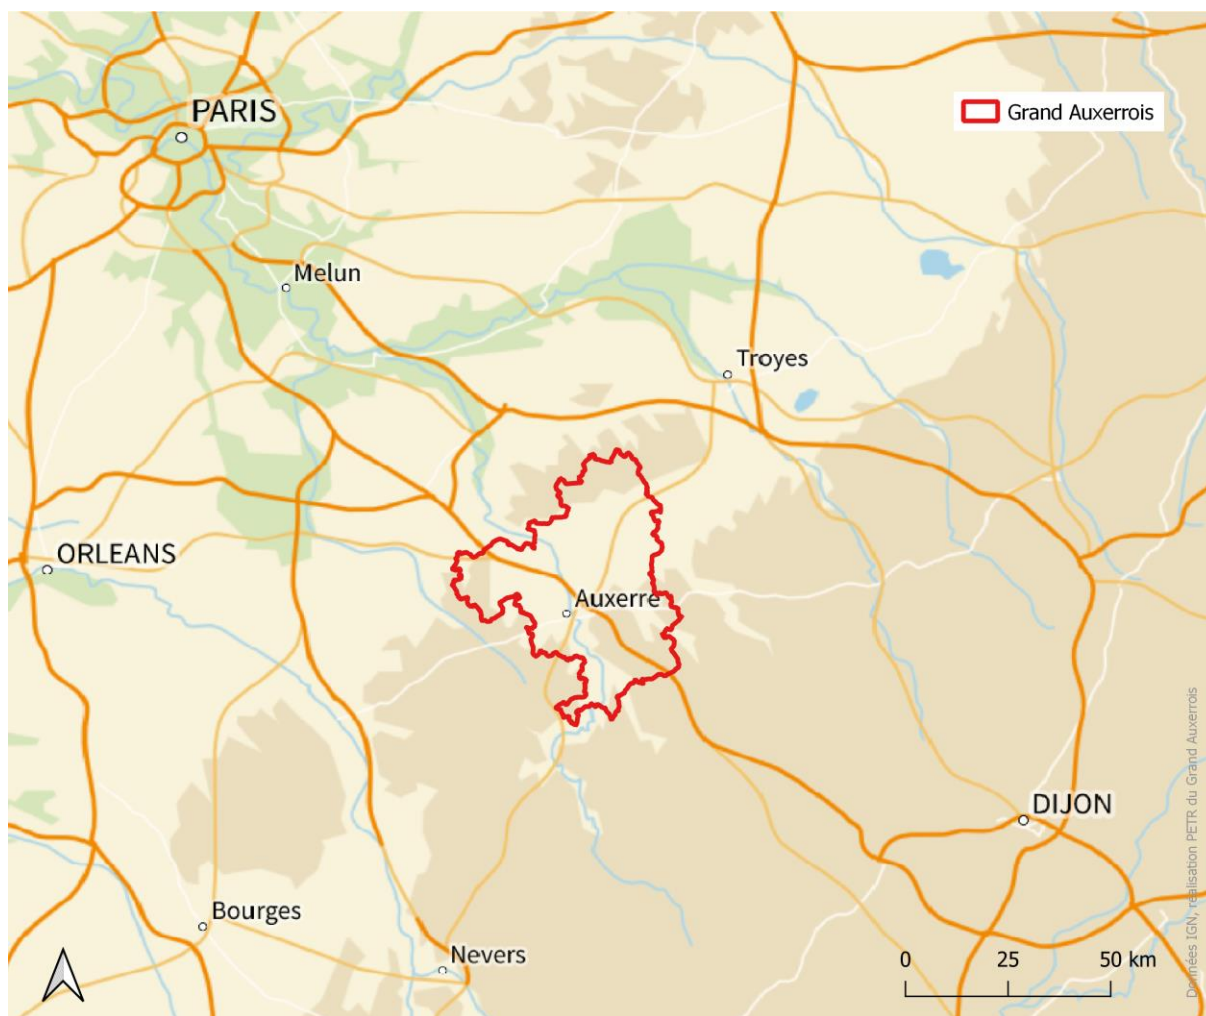 PARIS
Grand Auxerrois
Melun
Troyes
ORLEANS
Auxerre
DIJON
Bourges
Nevers
0 25 50 km
Données IGN, réalisation PETR du Grand Auxerrois